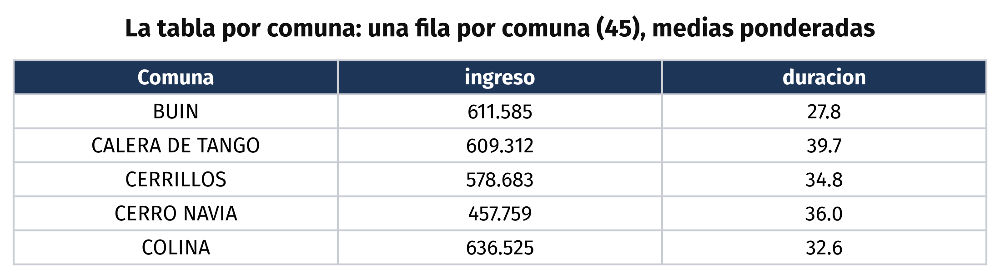 La tabla por comuna: una fila por comuna (45), medias ponderadas
Comuna ingreso duracion
BUIN 611.585 27.8
CALERA DE TANGO 609.312 39.7
CERRILLOS 578.683 34.8
CERRO NAVIA 457.759 36.0
COLINA 636.525 32.6